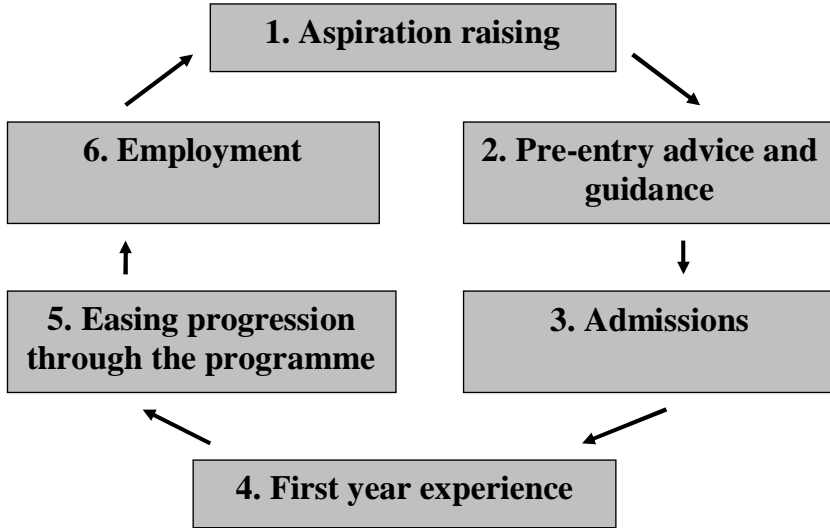 1. Aspiration raising
2. Pre-entry advice and
guidance
3. Admissions
4. First year experience
5. Easing progression
through the programme
6. Employment